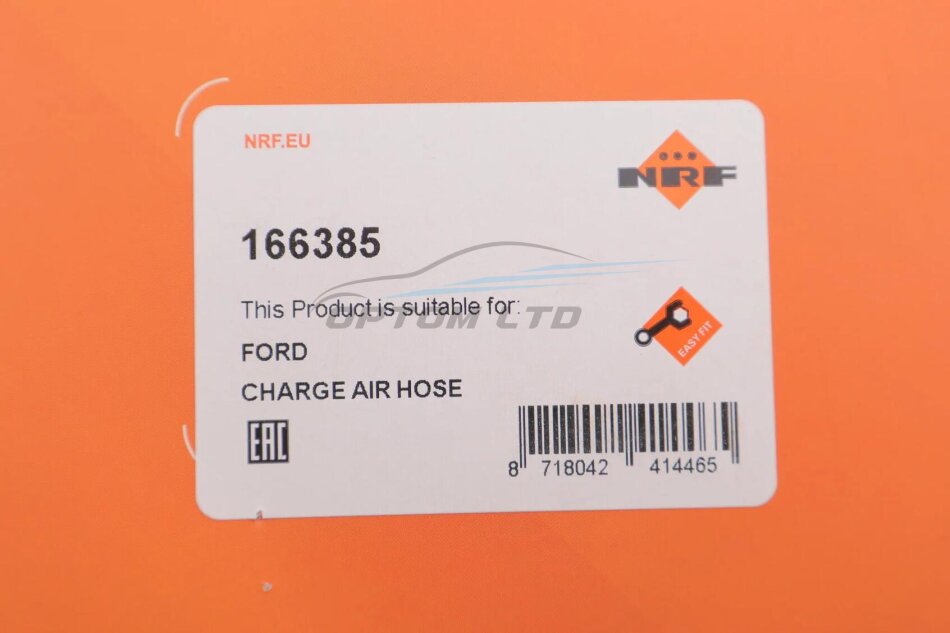 NRF.EU
NRF
166385
This Product is suitable for:
OPTOM LTD
FORD
EASY FIT
CHARGE AIR HOSE
EAC
8 718042 414465